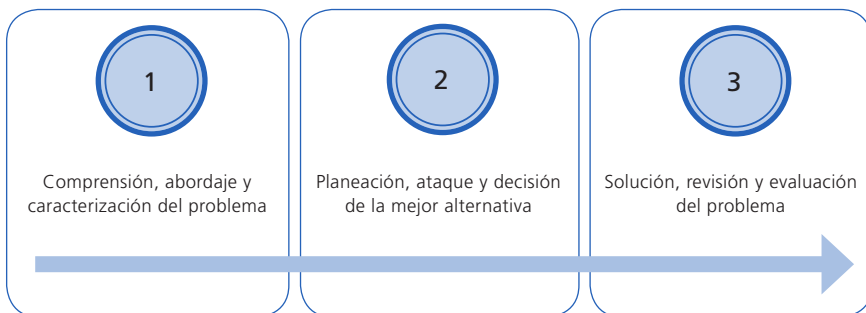 1
Comprensión, abordaje y
caracterización del problema
2
Planeación, ataque y decisión
de la mejor alternativa
3
Solución, revisión y evaluación
del problema